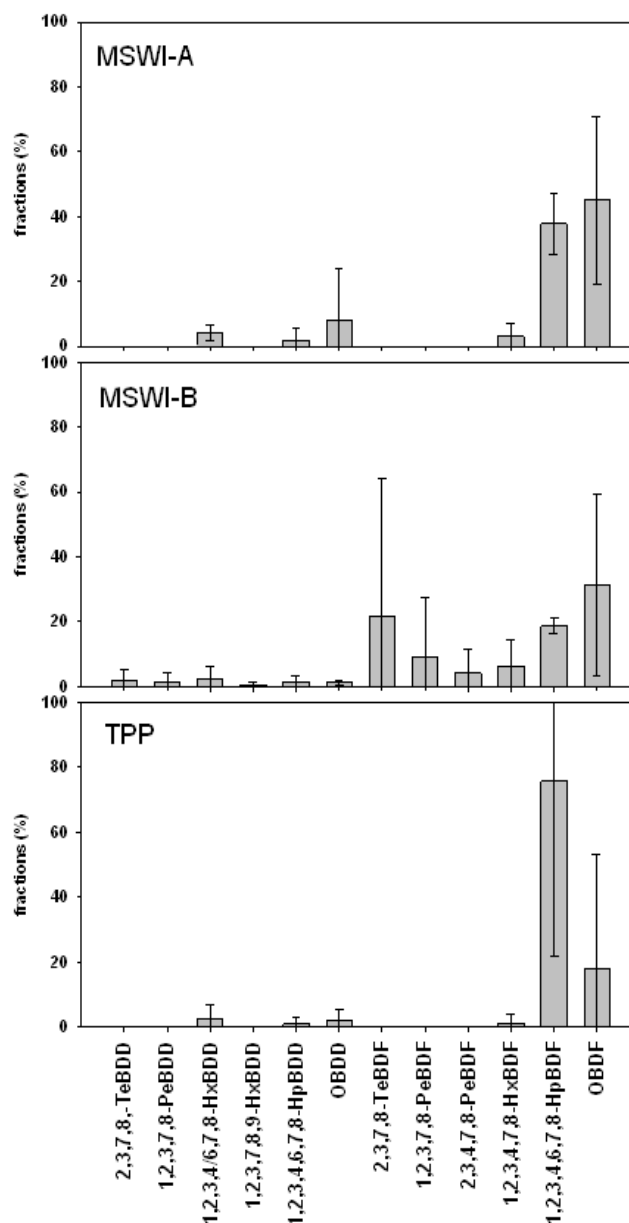 100
MSWI-A
80
60
40
20
0
fractions (%)
100
MSWI-B
80
60
40
20
0
fractions (%)
100
TPP
80
60
40
20
0
fractions (%)
2,3,7,8,-TeBDD
1,2,3,7,8-PeBDD
1,2,3,4/6,7,8-HxBDD
1,2,3,7,8,9-HxBDD
1,2,3,4,6,7,8-HpBDD
OBDD
2,3,7,8-TeBDF
1,2,3,7,8-PeBDF
2,3,4,7,8-PeBDF
1,2,3,4,7,8-HxBDF
1,2,3,4,6,7,8-HpBDF
OBDF